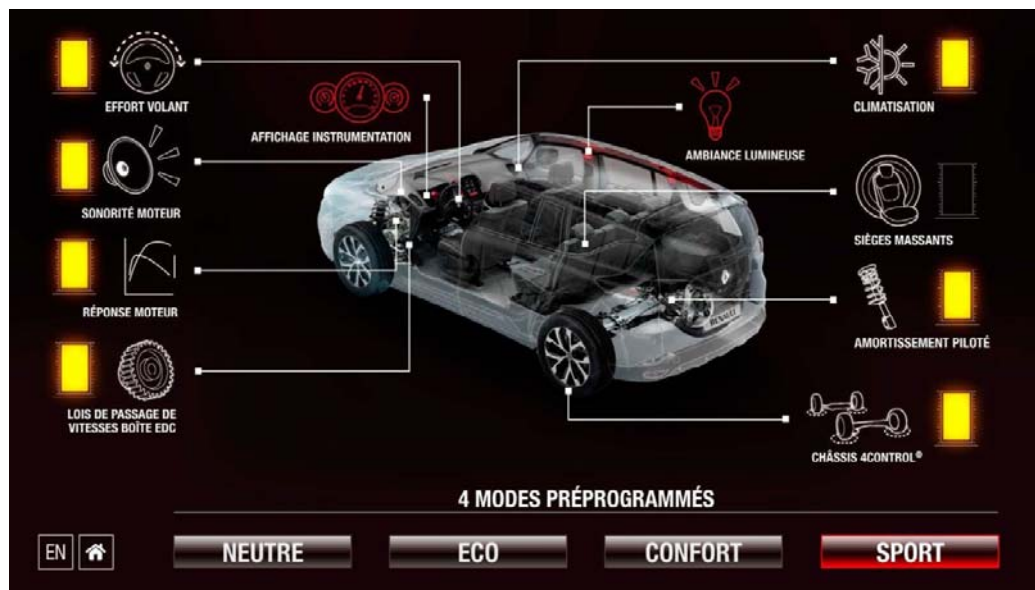 EFFORT VOLANT
AFFICHAGE INSTRUMENTATION
SONORITÉ MOTEUR
RÉPONSE MOTEUR
LOIS DE PASSAGE DE
VITESSES BOÎTE EDC
CLIMATISATION
AMBIANCE LUMINEUSE
SIÈGES MASSANTS
AMORTISSEMENT PILOTÉ
CHÂSSIS 4CONTROL®
RENAULT
4 MODES PRÉPROGRAMMÉS
EN
NEUTRE
ECO
CONFORT
SPORT